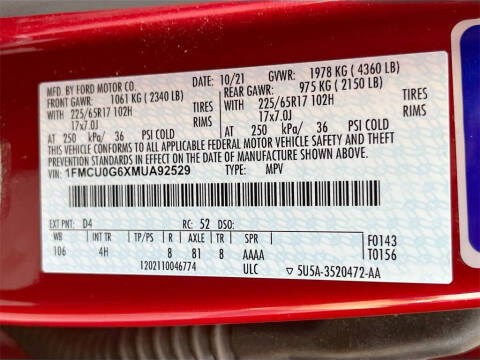 MFD. BY FORD MOTOR CO.
DATE: 10/21 GVWR: 1978 KG ( 4360 LB)
FRONT GAWR: 1061 KG ( 2340 LB) REAR GAWR: 975 KG ( 2150 LB)
WITH 225/65R17 102H TIRES WITH 225/65R17 102H TIRES
17x7.0J RIMS 17x7.0J RIMS
AT 250 kPa/ 36 PSI COLD AT 250 kPa/ 36 PSI COLD
THIS VEHICLE CONFORMS TO ALL APPLICABLE FEDERAL MOTOR VEHICLE SAFETY, BUMPER, AND THEFT PREVENTION STANDARDS IN EFFECT ON THE DATE OF MANUFACTURE SHOWN ABOVE.
VIN: 1FMCU0G6XMUA92529 TYPE: MPV
EXT PNT: D4 RC: 52 DSO:
WB INT TR TP/PS R AXLE TR SPR F0143
106 4H 8 81 8 AAAA T0156
1202110046774 ULC 5U5A-3520472-AA